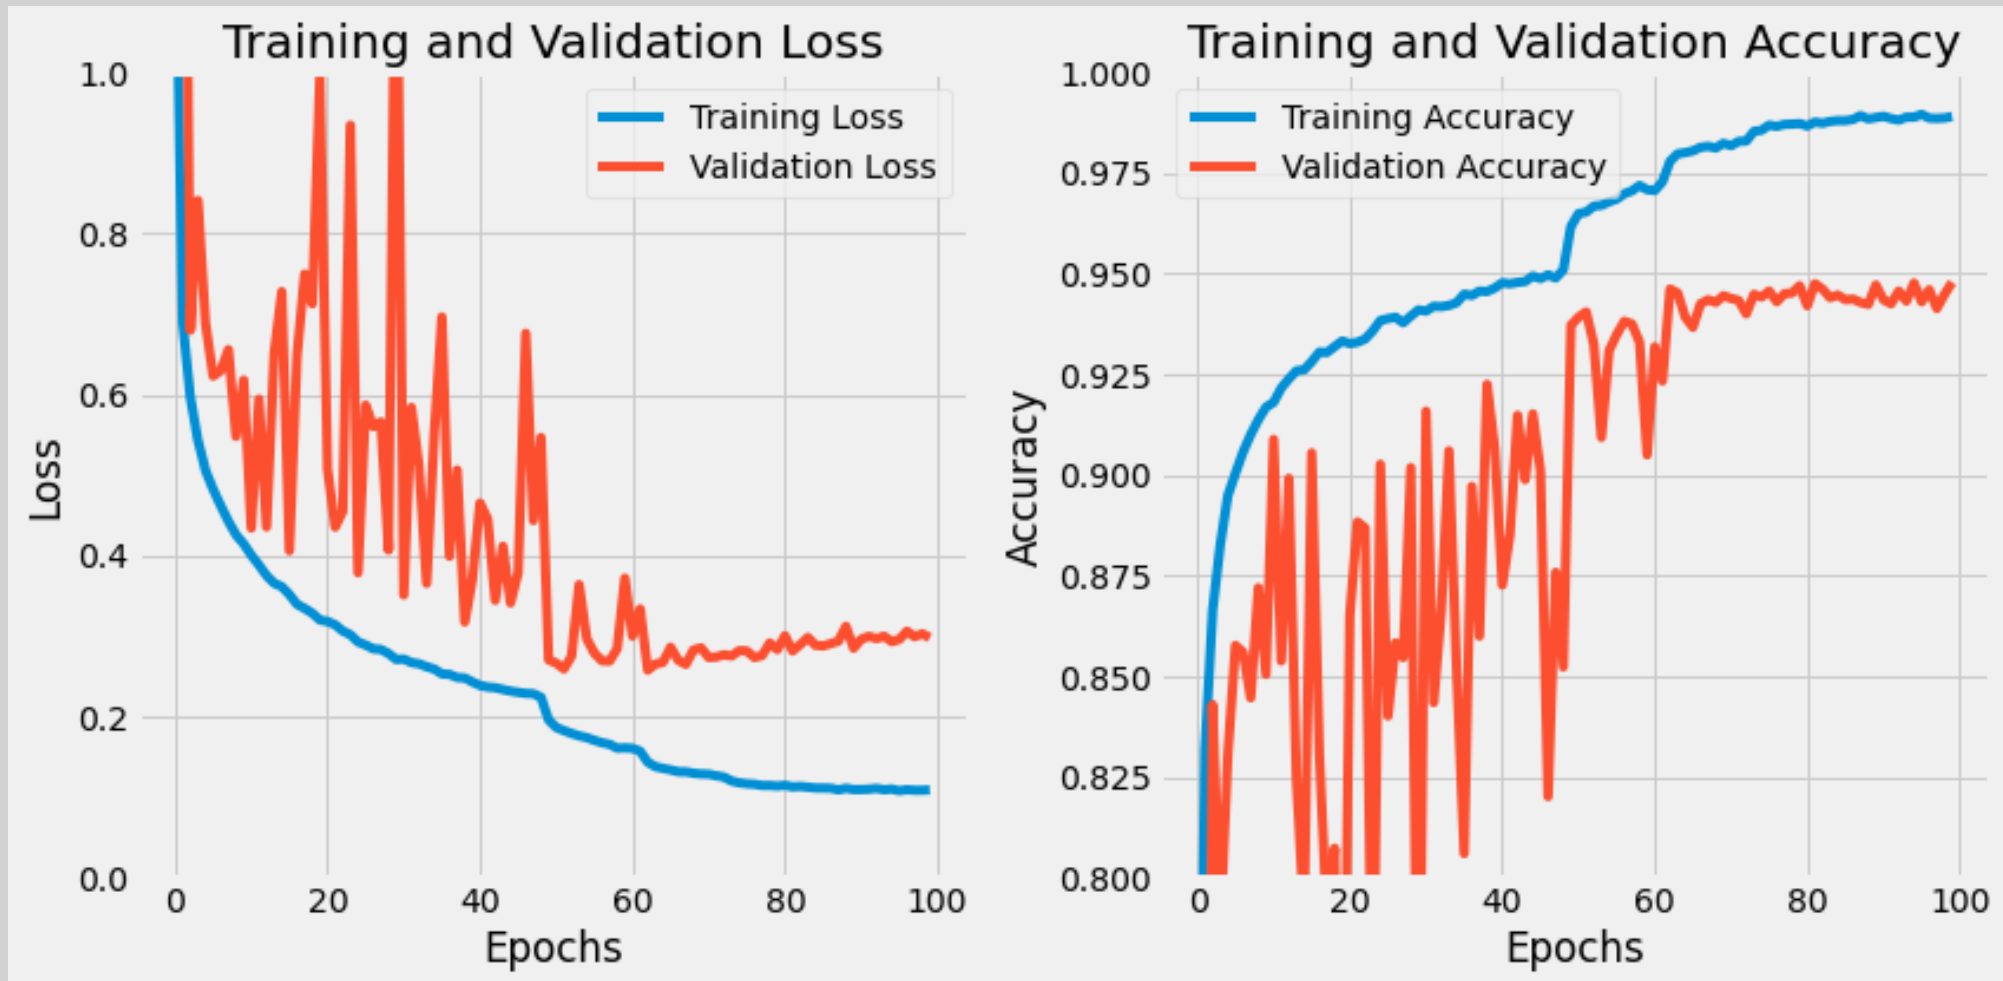 Training and Validation Loss
1.0
0.8
0.6
0.4
0.2
0.0
Loss
Training Loss
Validation Loss
0 20 40 60 80 100
Epochs
Training and Validation Accuracy
1.000
0.975
0.950
0.925
0.900
0.875
0.850
0.825
0.800
Accuracy
Training Accuracy
Validation Accuracy
0 20 40 60 80 100
Epochs